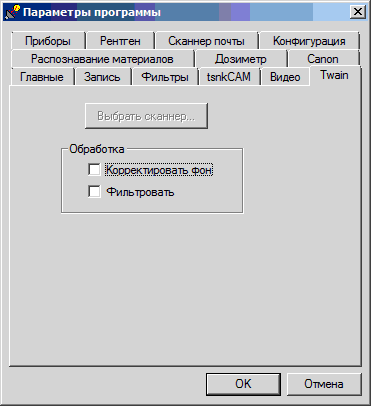 Параметры программы
Приборы Рентген Сканнер почты Конфигурация
Распознавание материалов Дозиметр Canon
Главные Запись Фильтры tsnkCAM Видео Twain
Выбрать сканнер...
Обработка
Корректировать фон
Фильтровать
OK Отмена